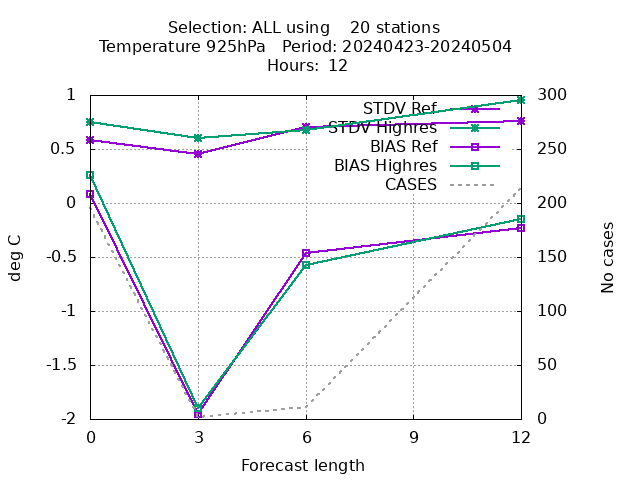 Selection: ALL using    20 stations
Temperature 925hPa   Period: 20240423-20240504
Hours:  12
STDV Ref
STDV Highres
BIAS Ref
BIAS Highres
CASES
1
0.5
0
-0.5
-1
-1.5
-2
300
250
200
150
100
50
0
0 3 6 9 12
deg C
No cases
Forecast length